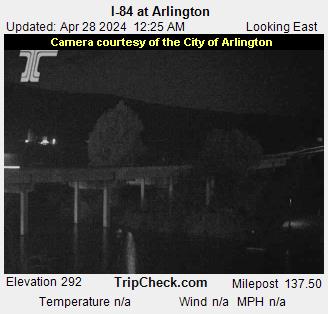 I-84 at Arlington
Updated: Apr 28 2024 12:25 AM Looking East
Camera courtesy of the City of Arlington
Elevation 292 TripCheck.com Milepost 137.50
Temperature n/a Wind n/a MPH n/a